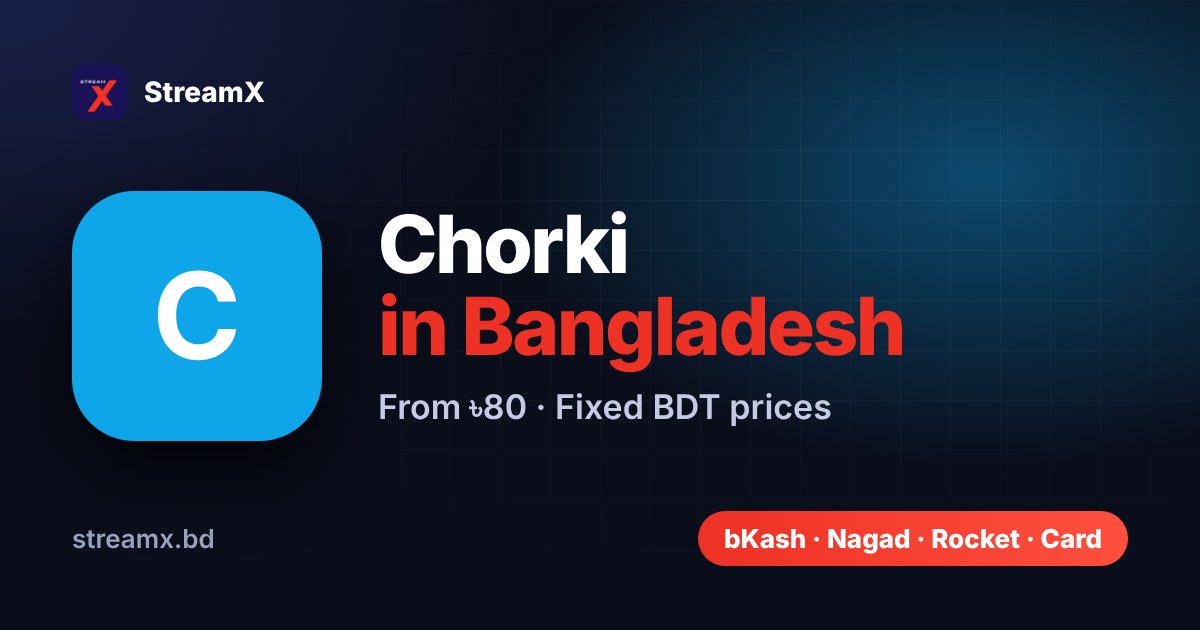 STREAM
X
StreamX
C
Chorki
in Bangladesh
From ৳80 · Fixed BDT prices
streamx.bd
bKash · Nagad · Rocket · Card